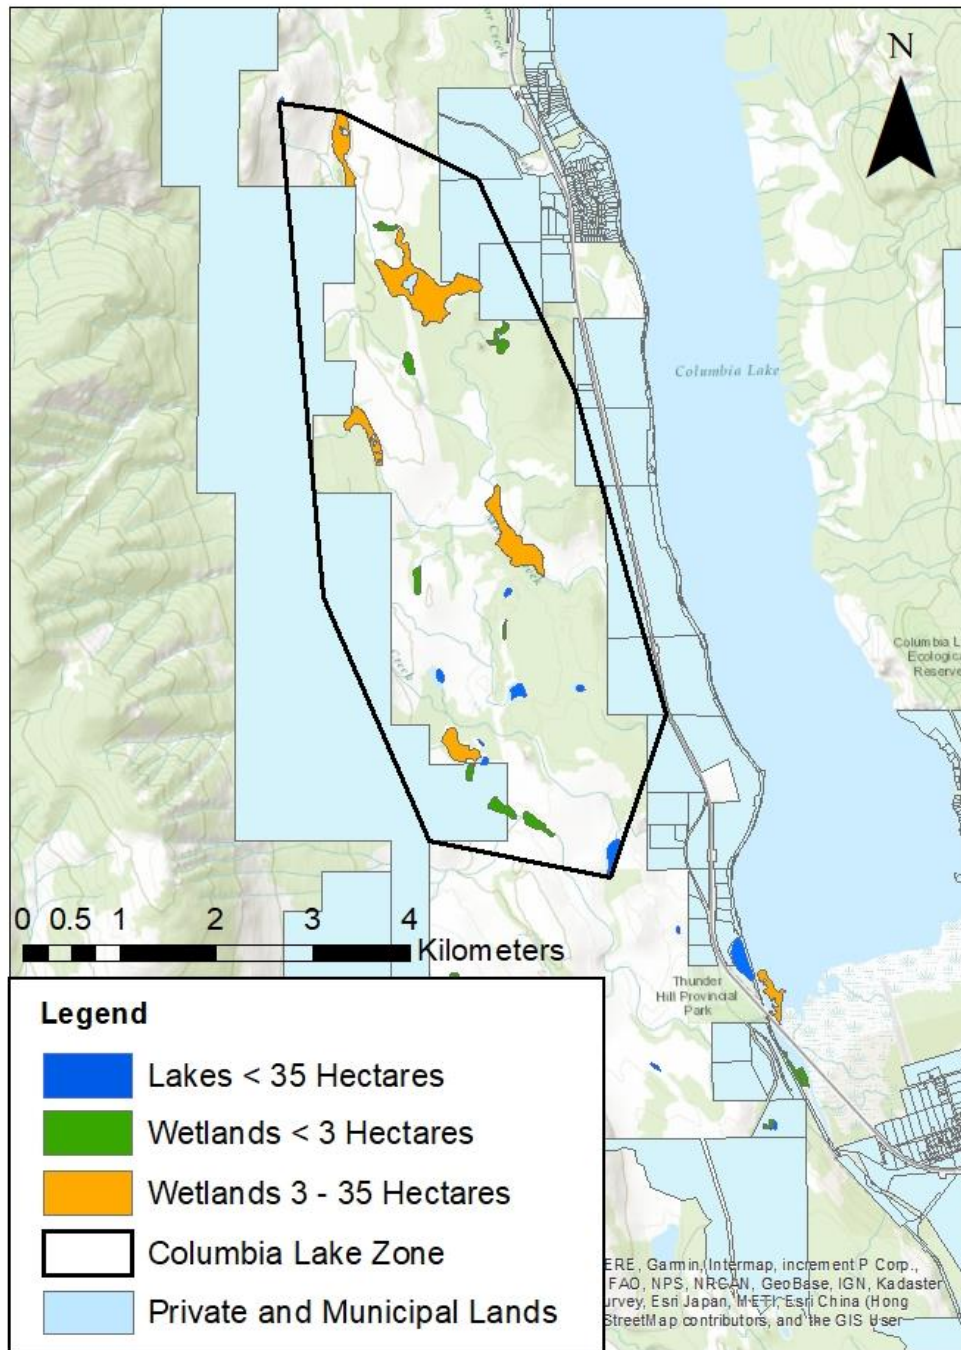 or Creek
N
Columbia Lake
Creek
Columbia L
Ecologica
Reserve
0 0.5 1 2 3 4
Kilometers
Thunder
Hill Provincial
Park
Legend
Lakes < 35 Hectares
Wetlands < 3 Hectares
Wetlands 3 - 35 Hectares
Columbia Lake Zone
Private and Municipal Lands
ERE, Garmin, Intermap, increment P Corp.,
FAO, NPS, NRCAN, GeoBase, IGN, Kadaster
urvey, Esri Japan, METI, Esri China (Hong
StreetMap contributors, and the GIS User